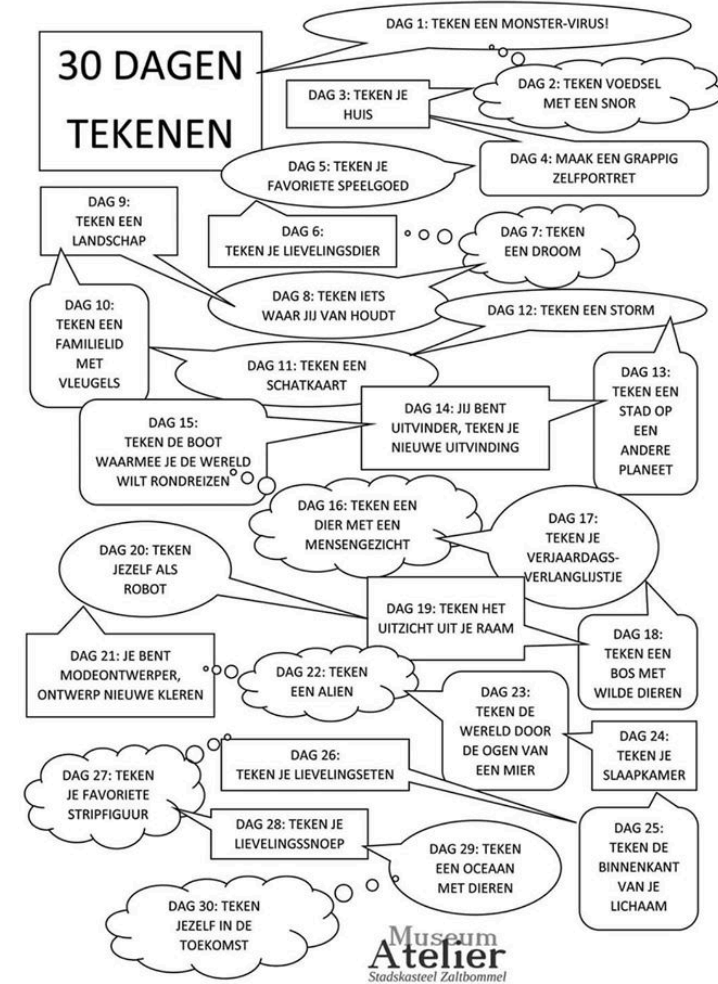 30 DAGEN
TEKENEN
DAG 1: TEKEN EEN MONSTER-VIRUS!
DAG 2: TEKEN VOEDSEL
MET EEN SNOR
DAG 3: TEKEN JE
HUIS
DAG 4: MAAK EEN GRAPPIG
ZELFPORTRET
DAG 5: TEKEN JE
FAVORIETE SPEELGOED
DAG 6:
TEKEN JE LIEVELINGSDIER
DAG 7: TEKEN
EEN DROOM
DAG 8: TEKEN IETS
WAAR JIJ VAN HOUDT
DAG 9:
TEKEN EEN
LANDSCHAP
DAG 10:
TEKEN EEN
FAMILIELID
MET
VLEUGELS
DAG 11: TEKEN EEN
SCHATKAART
DAG 12: TEKEN EEN STORM
DAG 13:
TEKEN EEN
STAD OP
EEN
ANDERE
PLANEET
DAG 14: JIJ BENT
UITVINDER, TEKEN JE
NIEUWE UITVINDING
DAG 15:
TEKEN DE BOOT
WAARMEE JE DE WERELD
WILT RONDREIZEN
DAG 16: TEKEN EEN
DIER MET EEN
MENSENGEZICHT
DAG 17:
TEKEN JE
VERJAARDAGS-
VERLANGLIJSTJE
DAG 18:
TEKEN EEN
BOS MET
WILDE DIEREN
DAG 19: TEKEN HET
UITZICHT UIT JE RAAM
DAG 20: TEKEN
JEZELF ALS
ROBOT
DAG 21: JE BENT
MODEONTWERPER,
ONTWERP NIEUWE KLEREN
DAG 22: TEKEN
EEN ALIEN
DAG 23:
TEKEN DE
WERELD DOOR
DE OGEN VAN
EEN MIER
DAG 24:
TEKEN JE
SLAAPKAMER
DAG 25:
TEKEN DE
BINNENKANT
VAN JE
LICHAAM
DAG 26:
TEKEN JE LIEVELINGSETEN
DAG 27: TEKEN
JE FAVORIETE
STRIPFIGUUR
DAG 28: TEKEN JE
LIEVELINGSSNOEP
DAG 29: TEKEN
EEN OCEAAN
MET DIEREN
DAG 30: TEKEN
JEZELF IN DE
TOEKOMST
Museum
Atelier
Stadskasteel Zaltbommel